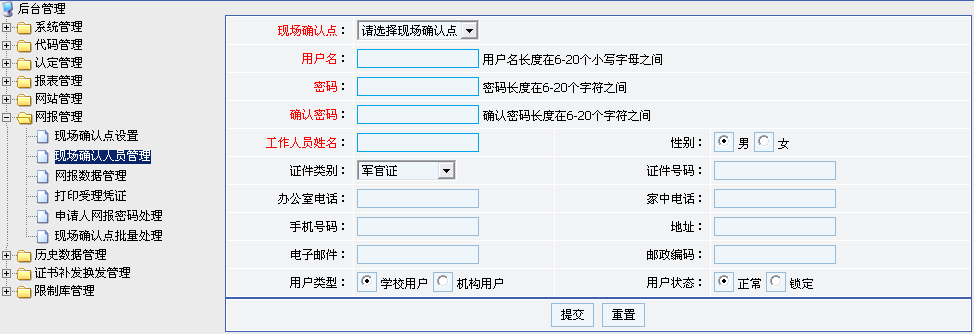 后台管理
系统管理
代码管理
认定管理
报表管理
网站管理
网报管理
现场确认点设置
现场确认人员管理
网报数据管理
打印受理凭证
申请人网报密码处理
现场确认点批量处理
历史数据管理
证书补发换发管理
限制库管理
现场确认点： 请选择现场确认点
用户名： 用户名长度在6-20个小写字母之间
密码： 密码长度在6-20个字符之间
确认密码： 确认密码长度在6-20个字符之间
工作人员姓名： 性别： 男 女
证件类别： 军官证 证件号码：
办公室电话： 家中电话：
手机号码： 地址：
电子邮件： 邮政编码：
用户类型： 学校用户 机构用户 用户状态： 正常 锁定
提交 重置